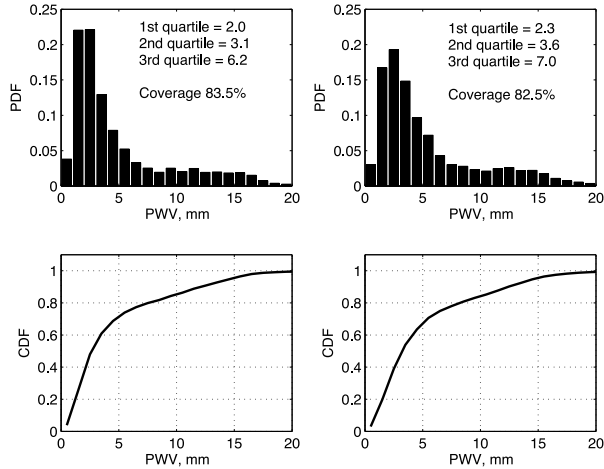 0.25
0.2
0.15
0.1
0.05
0
PDF
1st quartile = 2.0
2nd quartile = 3.1
3rd quartile = 6.2
Coverage 83.5%
0 5 10 15 20
PWV, mm
0.25
0.2
0.15
0.1
0.05
0
PDF
1st quartile = 2.3
2nd quartile = 3.6
3rd quartile = 7.0
Coverage 82.5%
0 5 10 15 20
PWV, mm
1
0.8
0.6
0.4
0.2
0
CDF
0 5 10 15 20
PWV, mm
1
0.8
0.6
0.4
0.2
0
CDF
0 5 10 15 20
PWV, mm